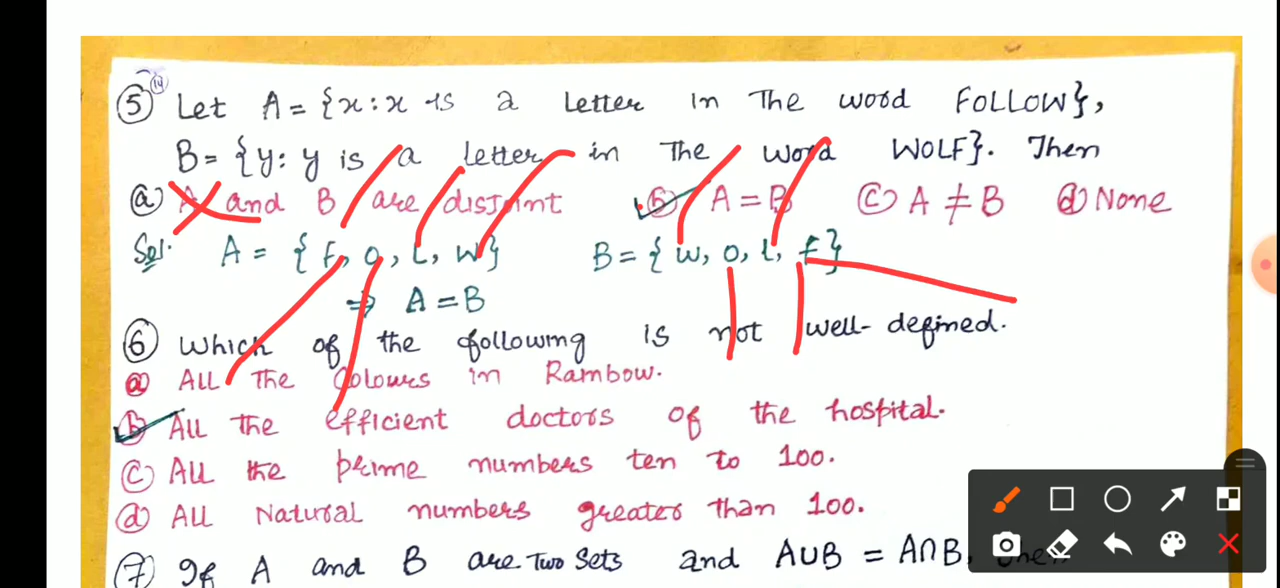 ⑤ Let A = {x : x is a letter in The word FOLLOW},
B = {y : y is a letter in The word WOLF}. Then
ⓐ A and B are disjoint ⓑ A = B ⓒ A ≠ B ⓓ None
Sol. A = {F, O, L, W} B = {W, O, L, F}
⇒ A = B
⑥ Which of the following is not well-defined.
ⓐ All The Colours in Rambow.
ⓑ All the efficient doctors of the hospital.
ⓒ All the prime numbers ten to 100.
ⓓ All Natural numbers greater than 100.
⑦ If A and B are Two sets and A∪B = A∩B,